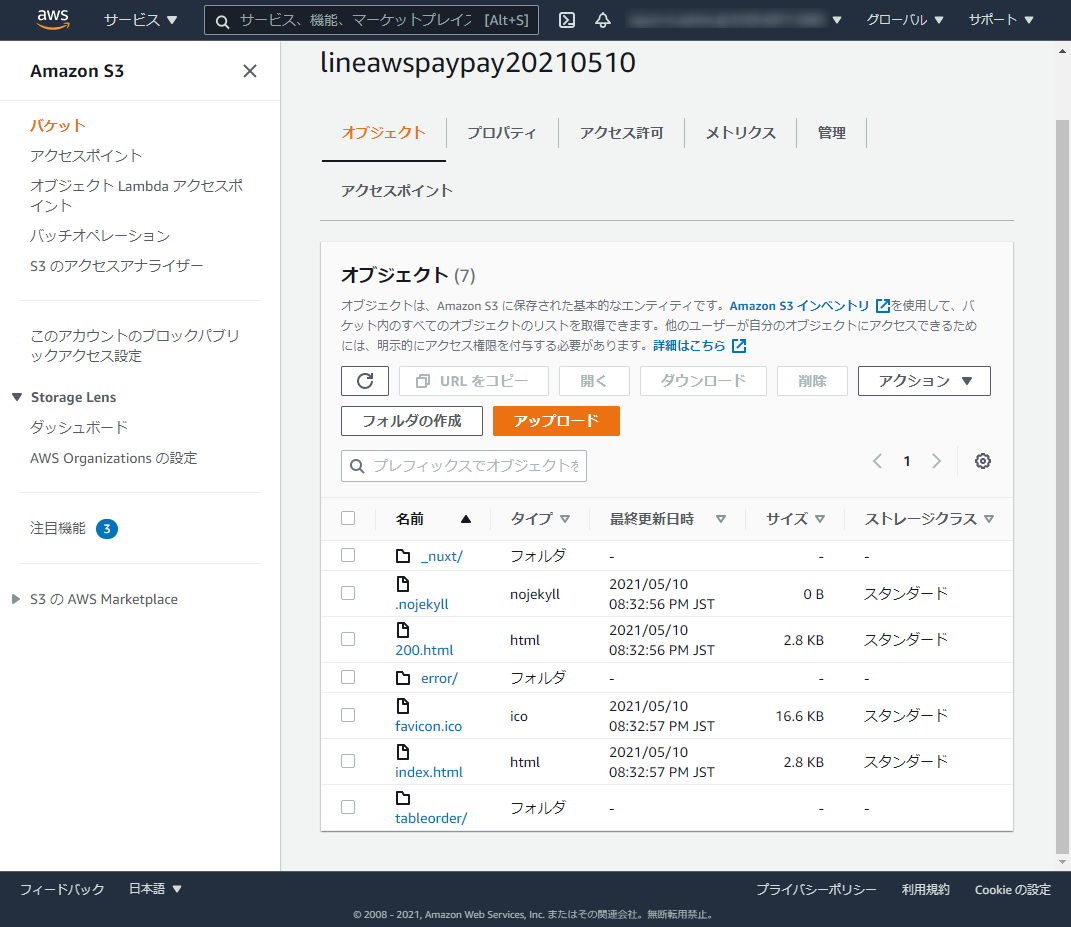 aws
サービス ▼
サービス、機能、マーケットプレイス [Alt+S]
グローバル ▼
サポート ▼
Amazon S3
バケット
アクセスポイント
オブジェクト Lambda アクセスポ
イント
バッチオペレーション
S3 のアクセスアナライザー
このアカウントのブロックパブリ
ックアクセス設定
Storage Lens
ダッシュボード
AWS Organizations の設定
注目機能 3
S3 の AWS Marketplace
lineawspaypay20210510
オブジェクト
プロパティ
アクセス許可
メトリクス
管理
アクセスポイント
オブジェクト (7)
オブジェクトは、Amazon S3 に保存された基本的なエンティティです。Amazon S3 インベントリ を使用して、バ
ケット内のすべてのオブジェクトのリストを取得できます。他のユーザーが自分のオブジェクトにアクセスできるため
には、明示的にアクセス権限を付与する必要があります。詳細はこちら
URL をコピー
開く
ダウンロード
削除
アクション ▼
フォルダの作成
アップロード
プレフィックスでオブジェクトを
1
名前 ▲ タイプ ▽ 最終更新日時 ▽ サイズ ▽ ストレージクラス ▽
_nuxt/ フォルダ - - -
.nojekyll nojekyll 2021/05/10 08:32:56 PM JST 0 B スタンダード
200.html html 2021/05/10 08:32:56 PM JST 2.8 KB スタンダード
error/ フォルダ - - -
favicon.ico ico 2021/05/10 08:32:57 PM JST 16.6 KB スタンダード
index.html html 2021/05/10 08:32:57 PM JST 2.8 KB スタンダード
tableorder/ フォルダ - - -
フィードバック
日本語 ▼
プライバシーポリシー
利用規約
Cookie の設定
© 2008 - 2021, Amazon Web Services, Inc. またはその関連会社。無断転用禁止。